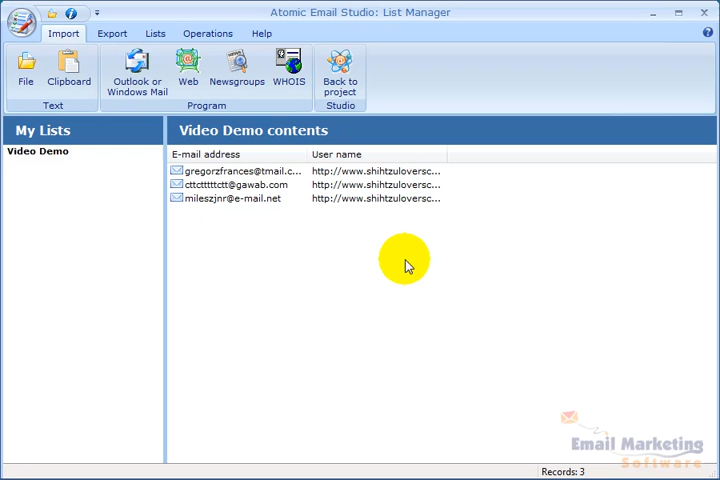 Atomic Email Studio: List Manager
Import Export Lists Operations Help
File Clipboard Outlook or Windows Mail Web Newsgroups WHOIS Back to project
Text Program Studio
My Lists
Video Demo contents
Video Demo
E-mail address User name
gregorzfrances@tmail.c... http://www.shihtzuloversc...
cttctttttctt@gawab.com http://www.shihtzuloversc...
mileszjnr@e-mail.net http://www.shihtzuloversc...
Email Marketing
Software
Records: 3